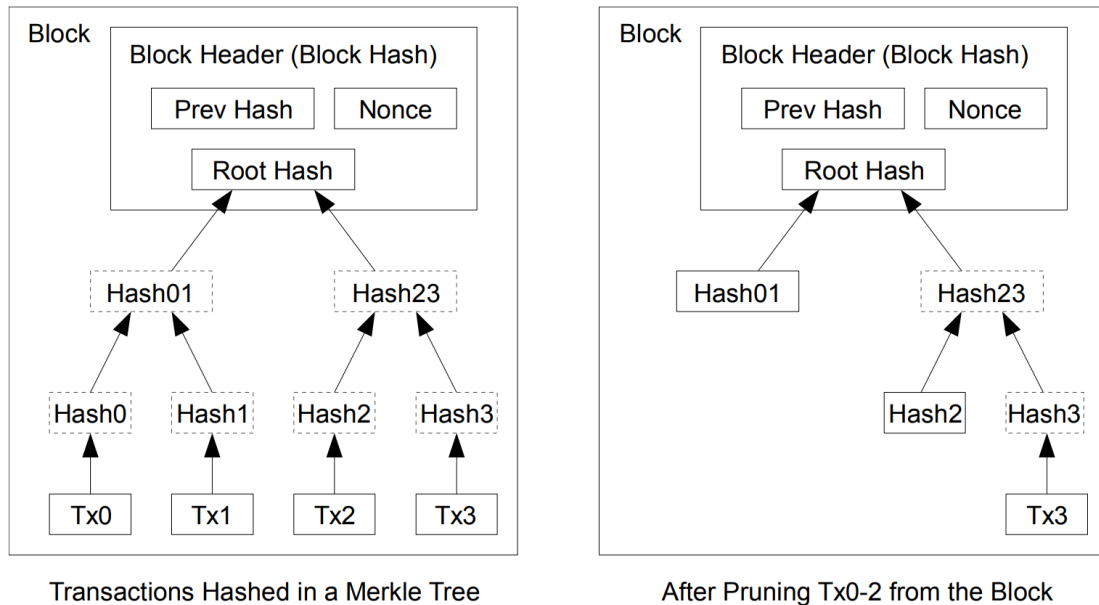 Block
Block Header (Block Hash)
Prev Hash
Nonce
Root Hash
Hash01
Hash23
Hash0
Hash1
Hash2
Hash3
Tx0
Tx1
Tx2
Tx3
Transactions Hashed in a Merkle Tree
Block
Block Header (Block Hash)
Prev Hash
Nonce
Root Hash
Hash01
Hash23
Hash2
Hash3
Tx3
After Pruning Tx0-2 from the Block